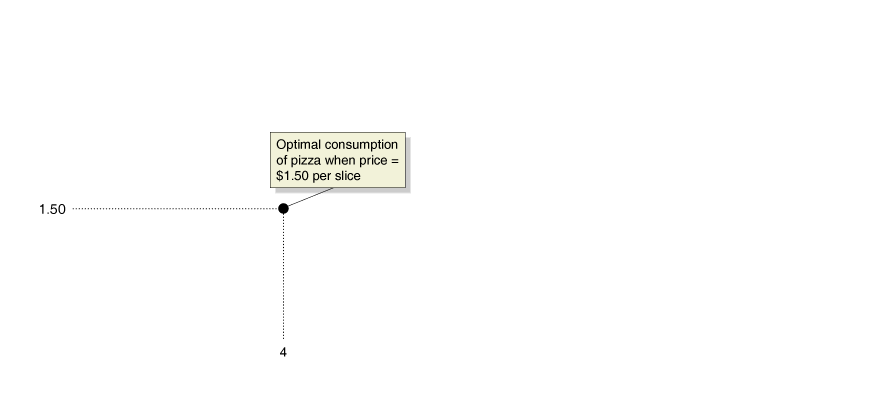 Optimal consumption
of pizza when price =
$1.50 per slice
1.50
4